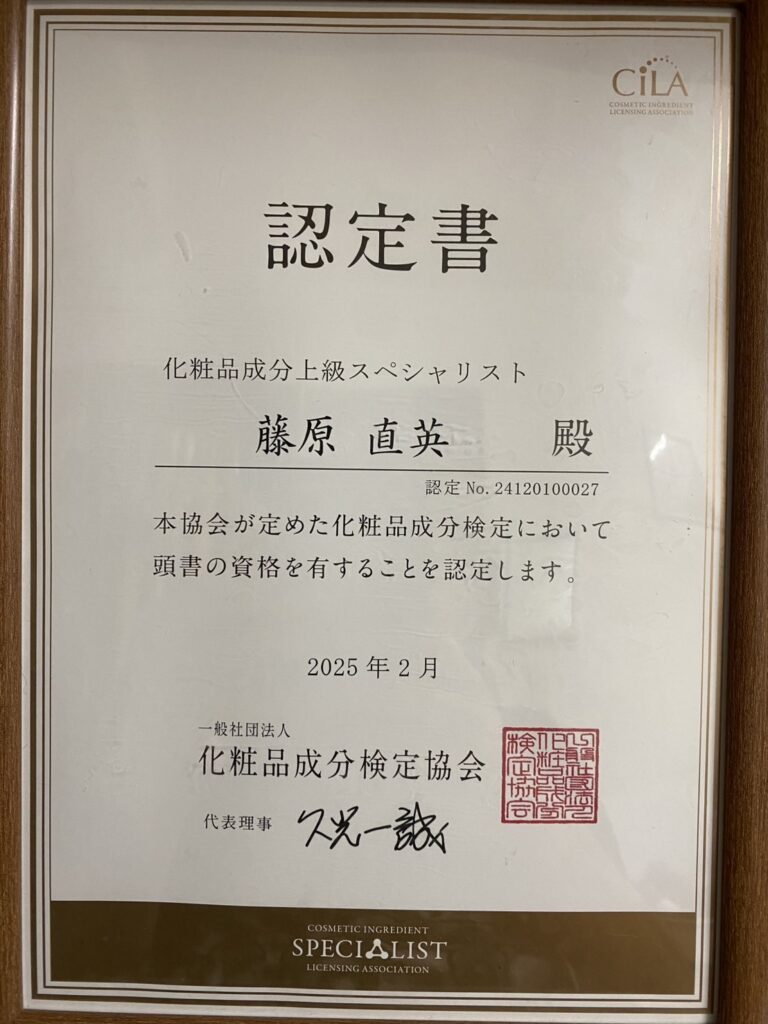 CiLA
COSMETIC INGREDIENT
LICENSING ASSOCIATION
認定書
化粧品成分上級スペシャリスト
藤原 直英 殿
認定 No. 24120100027
本協会が定めた化粧品成分検定において
頭書の資格を有することを認定します。
2025 年 2 月
一般社団法人
化粧品成分検定協会
代表理事 久光一誠
COSMETIC INGREDIENT
SPECIALIST
LICENSING ASSOCIATION